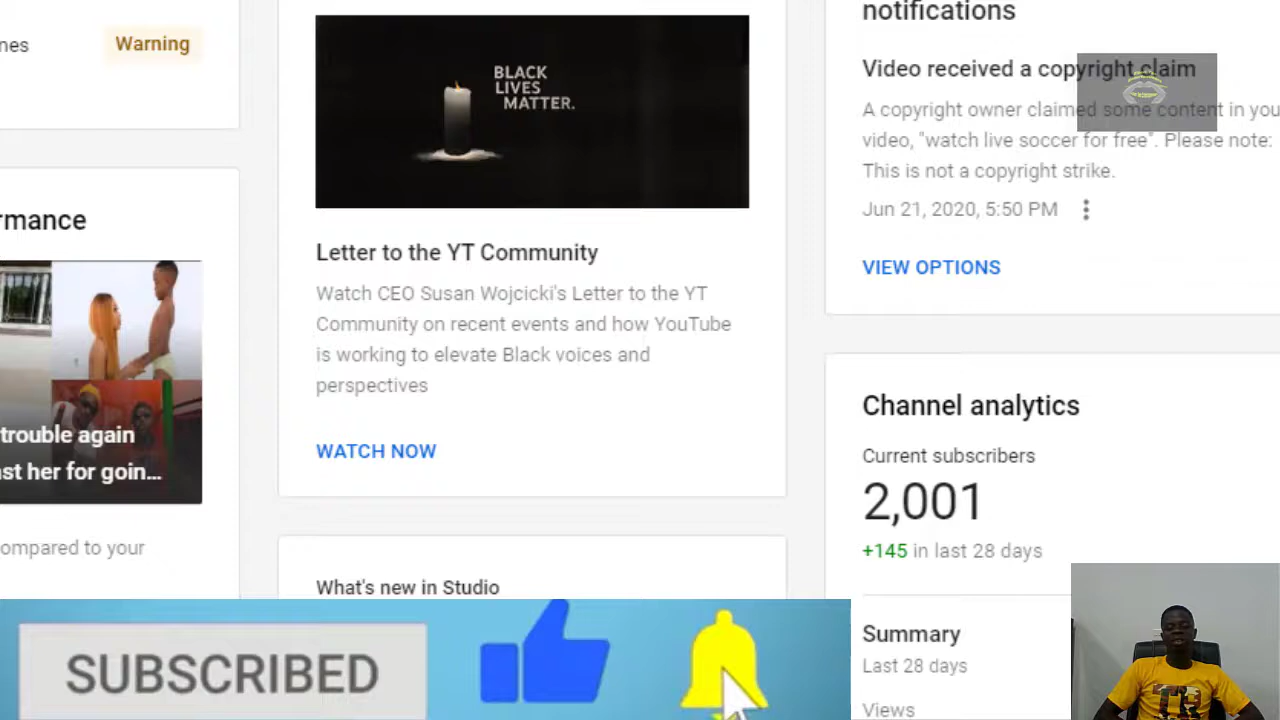 nes
Warning
rmance
trouble again
st her for goin...
ompared to your
BLACK
LIVES
MATTER.
Letter to the YT Community
Watch CEO Susan Wojcicki's Letter to the YT
Community on recent events and how YouTube
is working to elevate Black voices and
perspectives
WATCH NOW
What's new in Studio
notifications
Video received a copyright claim
A copyright owner claimed some content in you
video, "watch live soccer for free". Please note:
This is not a copyright strike.
Jun 21, 2020, 5:50 PM
VIEW OPTIONS
Channel analytics
Current subscribers
2,001
+145 in last 28 days
Summary
Last 28 days
Views
SUBSCRIBED